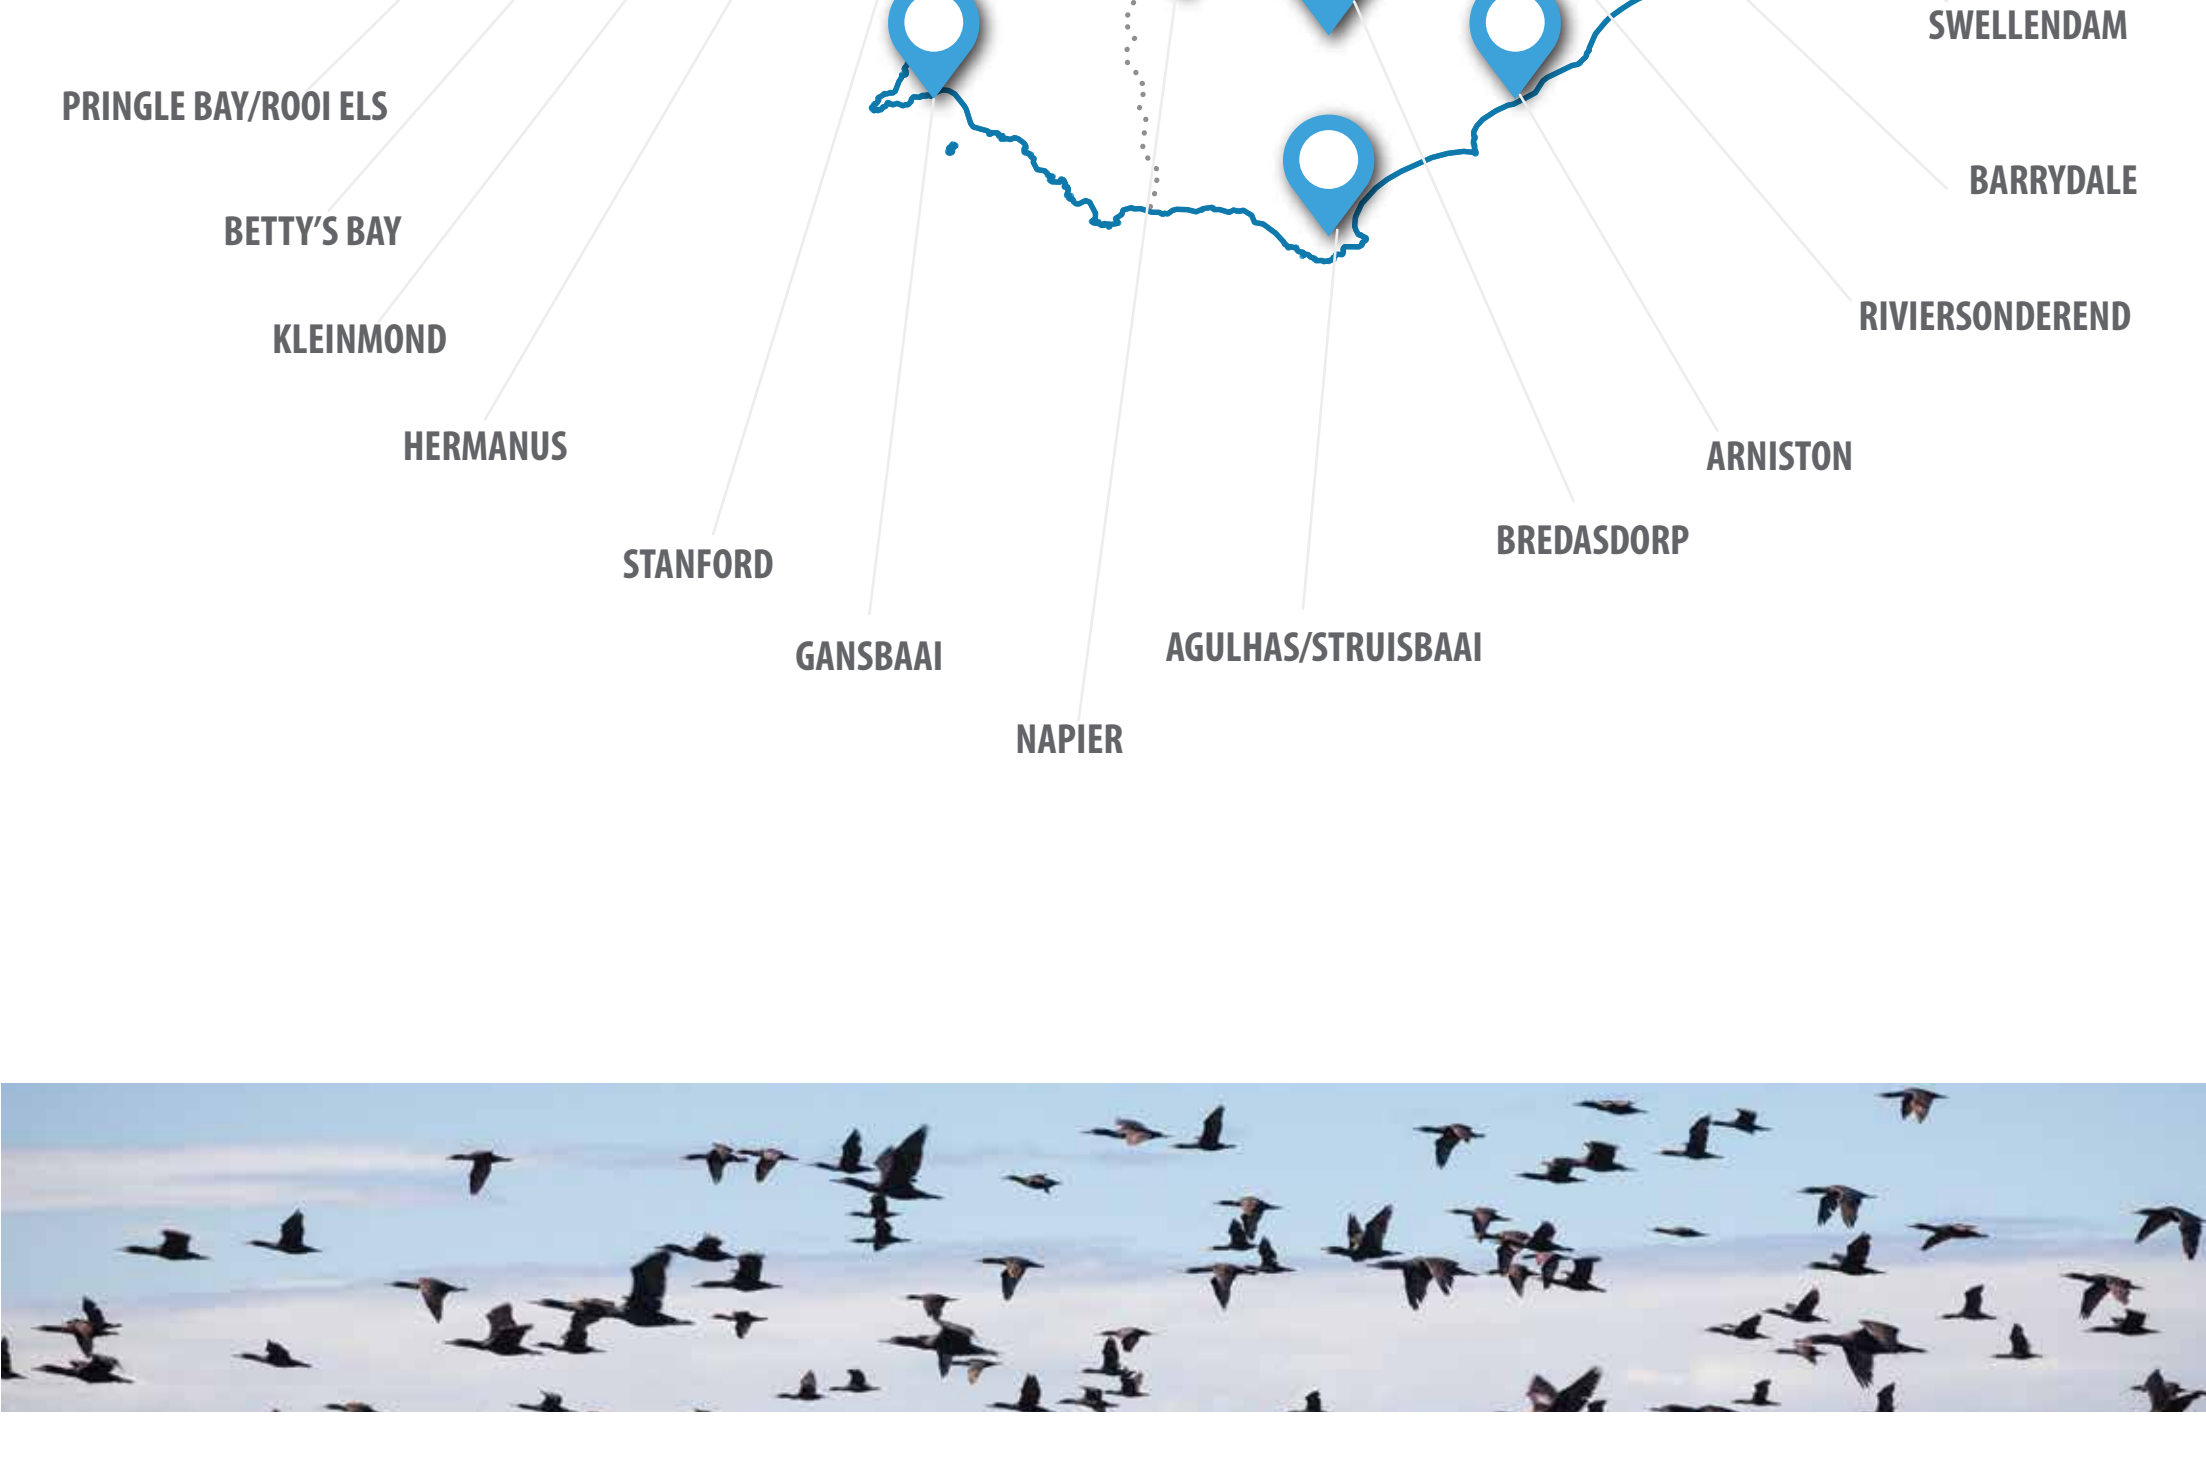 SWELLENDAM
PRINGLE BAY/ROOI ELS
BARRYDALE
BETTY'S BAY
RIVIERSONDEREND
KLEINMOND
HERMANUS
ARNISTON
BREDASDORP
STANFORD
AGULHAS/STRUISBAAI
GANSBAAI
NAPIER